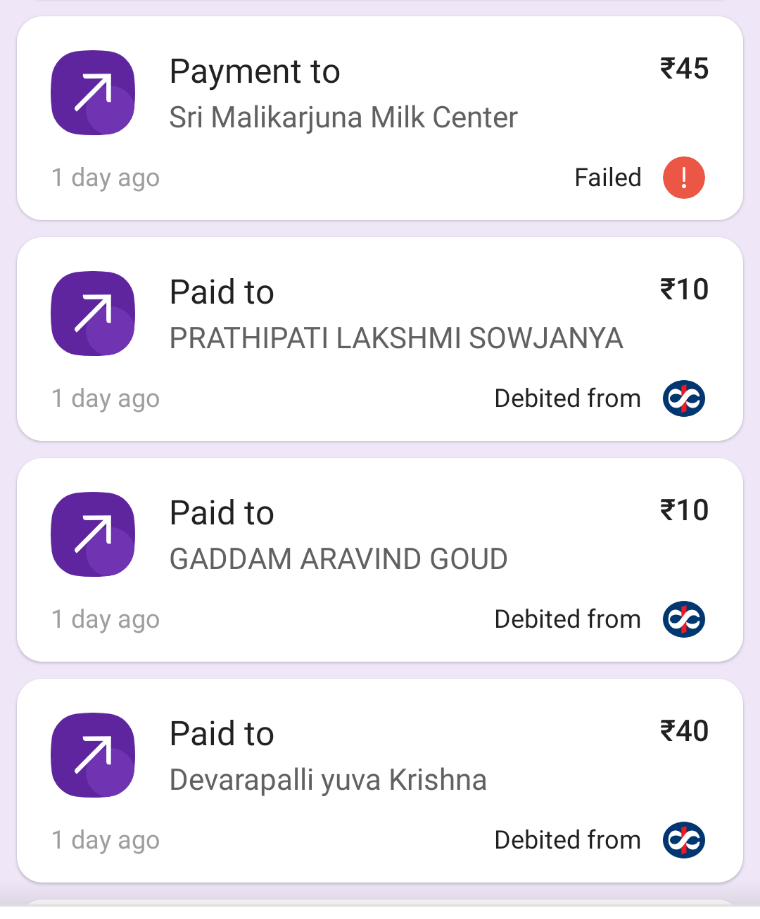 Payment to
₹45
Sri Malikarjuna Milk Center
1 day ago
Failed
Paid to
₹10
PRATHIPATI LAKSHMI SOWJANYA
1 day ago
Debited from
Paid to
₹10
GADDAM ARAVIND GOUD
1 day ago
Debited from
Paid to
₹40
Devarapalli yuva Krishna
1 day ago
Debited from